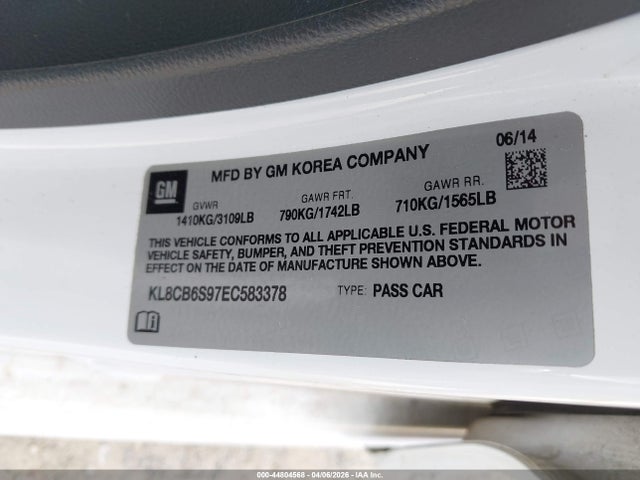 GM
MFD BY GM KOREA COMPANY
06/14
GVWR
GAWR FRT.
GAWR RR.
1410KG/3109LB
790KG/1742LB
710KG/1565LB
THIS VEHICLE CONFORMS TO ALL APPLICABLE U.S. FEDERAL MOTOR
VEHICLE SAFETY, BUMPER, AND THEFT PREVENTION STANDARDS IN
EFFECT ON THE DATE OF MANUFACTURE SHOWN ABOVE.
KL8CB6S97EC583378
TYPE: PASS CAR
000-44804568 - 04/06/2026 - IAAI, Inc.